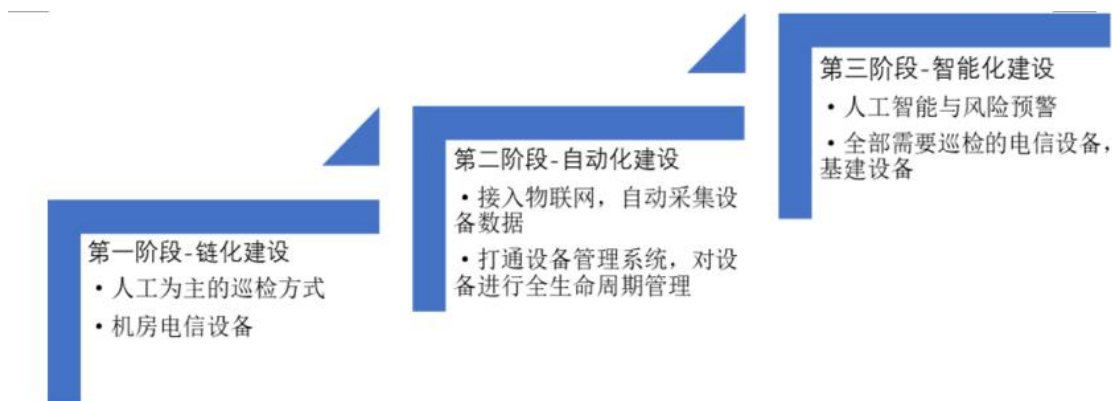 第一阶段-链化建设
•人工为主的巡检方式
•机房电信设备
第二阶段-自动化建设
•接入物联网，自动采集设
备数据
•打通设备管理系统，对设
备进行全生命周期管理
第三阶段-智能化建设
•人工智能与风险预警
•全部需要巡检的电信设备，
基建设备